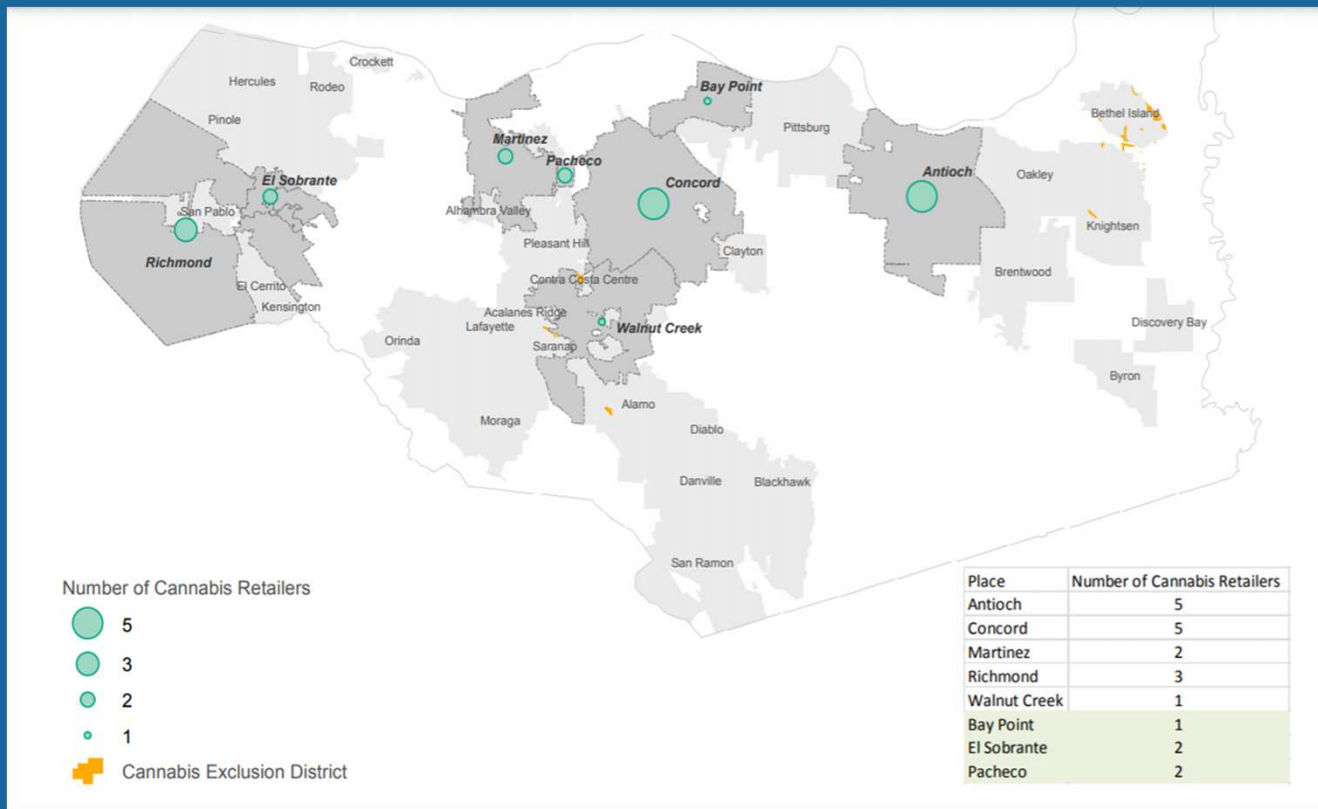 Crockett
Hercules
Rodeo
Bay Point
Bethel Island
Pinole
Pittsburg
Martinez
Pacheco
El Sobrante
Concord
Antioch
Oakley
San Pablo
Alhambra Valley
Knightsen
Pleasant Hill
Clayton
Richmond
Brentwood
El Cerrito
Contra Costa Centre
Kensington
Acalanes Ridge
Lafayette
Walnut Creek
Discovery Bay
Orinda
Saranap
Byron
Alamo
Moraga
Diablo
Danville
Blackhawk
San Ramon
Number of Cannabis Retailers
5
3
2
1
Cannabis Exclusion District
Place Number of Cannabis Retailers
Antioch 5
Concord 5
Martinez 2
Richmond 3
Walnut Creek 1
Bay Point 1
El Sobrante 2
Pacheco 2